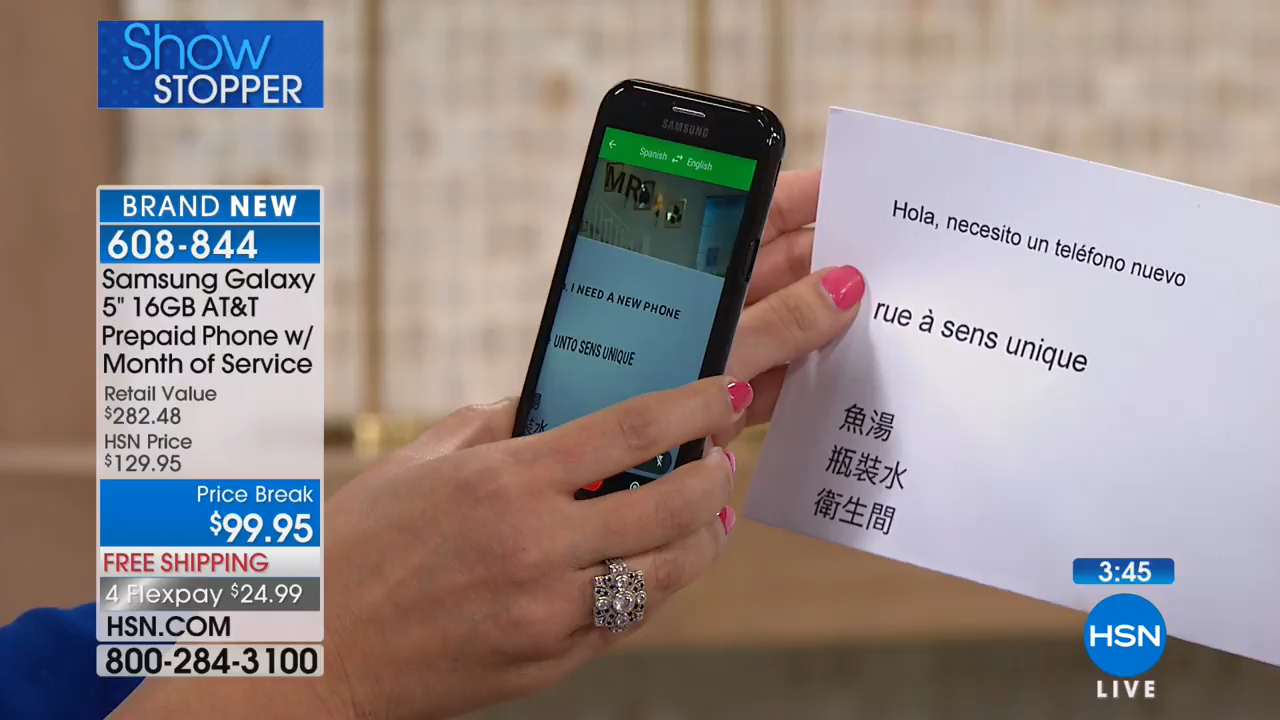 Show
STOPPER
BRAND NEW
608-844
Samsung Galaxy
5" 16GB AT&T
Prepaid Phone w/
Month of Service
Retail Value
$282.48
HSN Price
$129.95
Price Break
$99.95
FREE SHIPPING
4 Flexpay $24.99
HSN.COM
800-284-3100
SAMSUNG
Spanish English
I NEED A NEW PHONE
UNTO SENS UNIQUE
Hola, necesito un teléfono nuevo
rue à sens unique
魚湯
瓶裝水
衛生間
3:45
HSN
LIVE